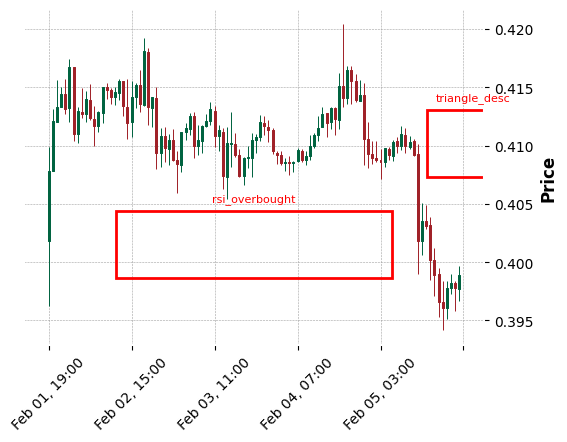 0.420
triangle_desc
0.415
0.410
Price
rsi_overbought
0.405
0.400
0.395
Feb 01, 19:00
Feb 02, 15:00
Feb 03, 11:00
Feb 04, 07:00
Feb 05, 03:00